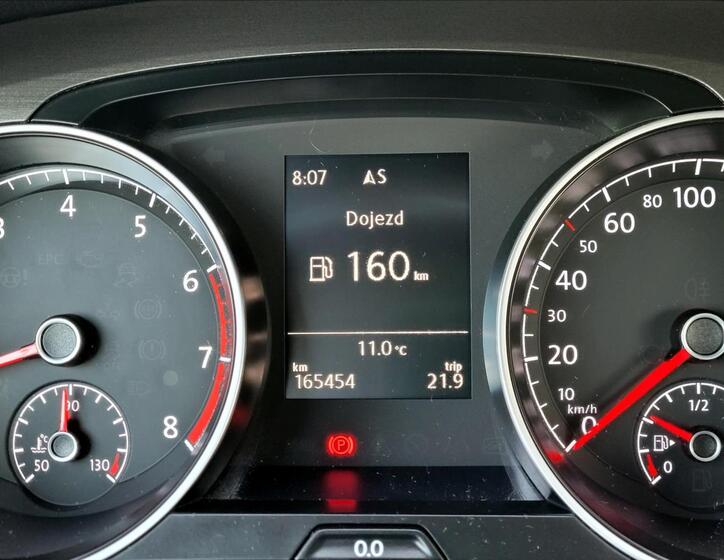 8:07 AS
Dojezd
160 km
11.0 °C
km trip
165454 21.9
3 4 5 6 7 8
EPC
50 90 130
°C
0 10 20 30 40 50 60 80 100
km/h
0 1/2
P
0.0